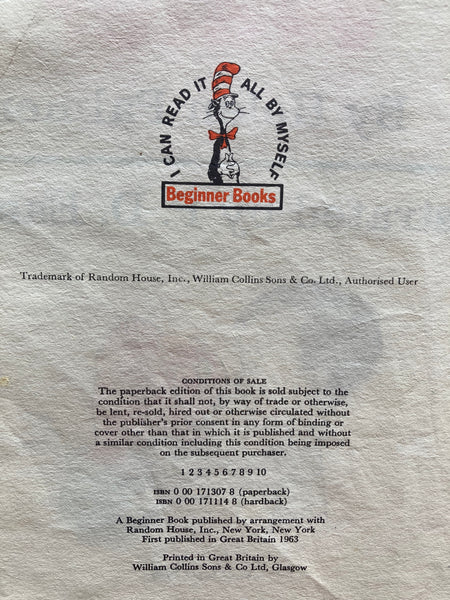 I CAN READ IT ALL BY MYSELF
Beginner Books
Trademark of Random House, Inc., William Collins Sons & Co. Ltd., Authorised User
CONDITIONS OF SALE
The paperback edition of this book is sold subject to the
condition that it shall not, by way of trade or otherwise,
be lent, re-sold, hired out or otherwise circulated without
the publisher's prior consent in any form of binding or
cover other than that in which it is published and without
a similar condition including this condition being imposed
on the subsequent purchaser.
1 2 3 4 5 6 7 8 9 10
ISBN 0 00 171307 8 (paperback)
ISBN 0 00 171114 8 (hardback)
A Beginner Book published by arrangement with
Random House, Inc., New York, New York
First published in Great Britain 1963
Printed in Great Britain by
William Collins Sons & Co Ltd, Glasgow